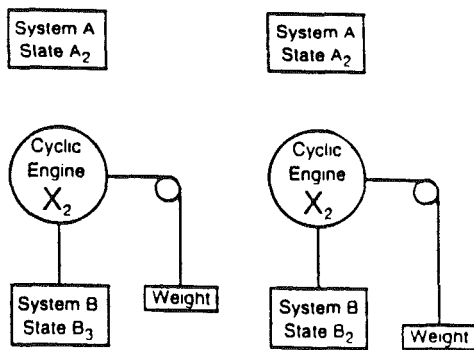 System A
State A₂
System A
State A₂
Cyclic
Engine
X₂
Cyclic
Engine
X₂
System B
State B₃
Weight
System B
State B₂
Weight